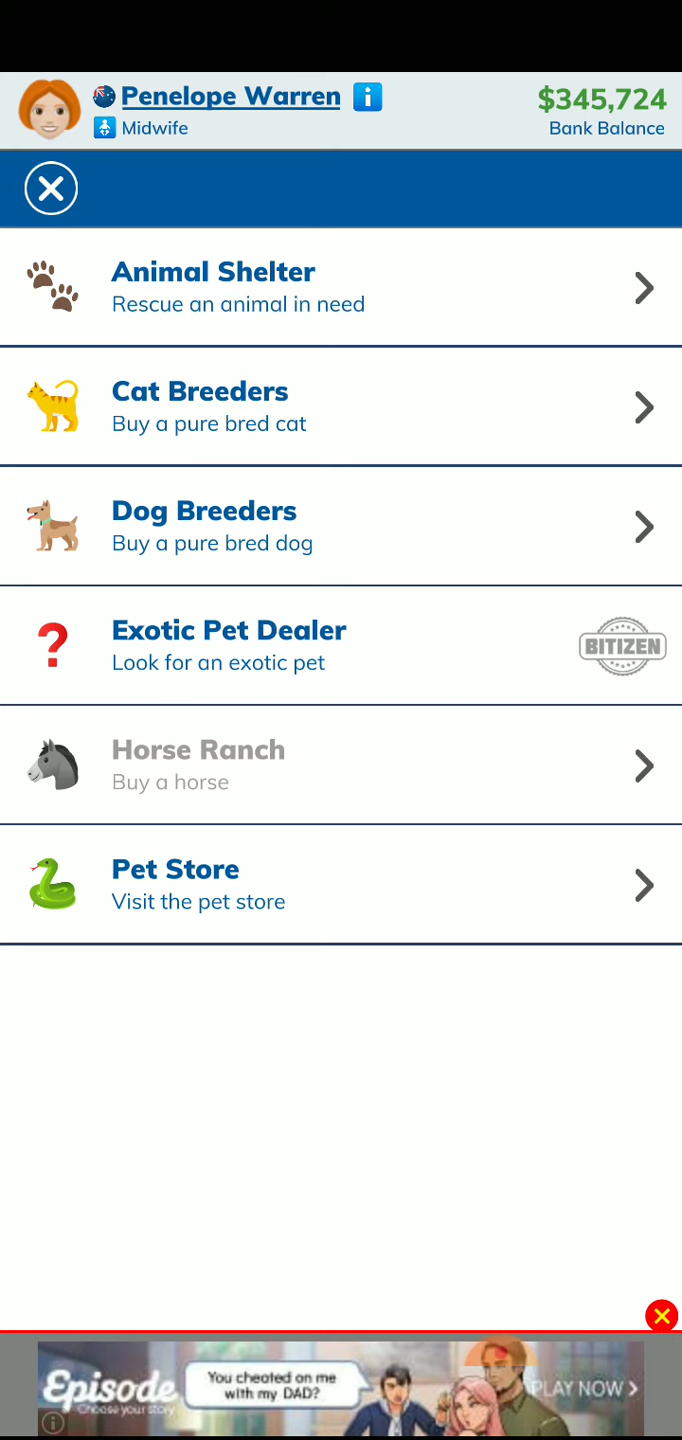 Penelope Warren
$345,724
Midwife
Bank Balance
Animal Shelter
Rescue an animal in need
Cat Breeders
Buy a pure bred cat
Dog Breeders
Buy a pure bred dog
Exotic Pet Dealer
Look for an exotic pet
BITIZEN
Horse Ranch
Buy a horse
Pet Store
Visit the pet store
Episode
Choose your story
You cheated on me
with my DAD?
PLAY NOW